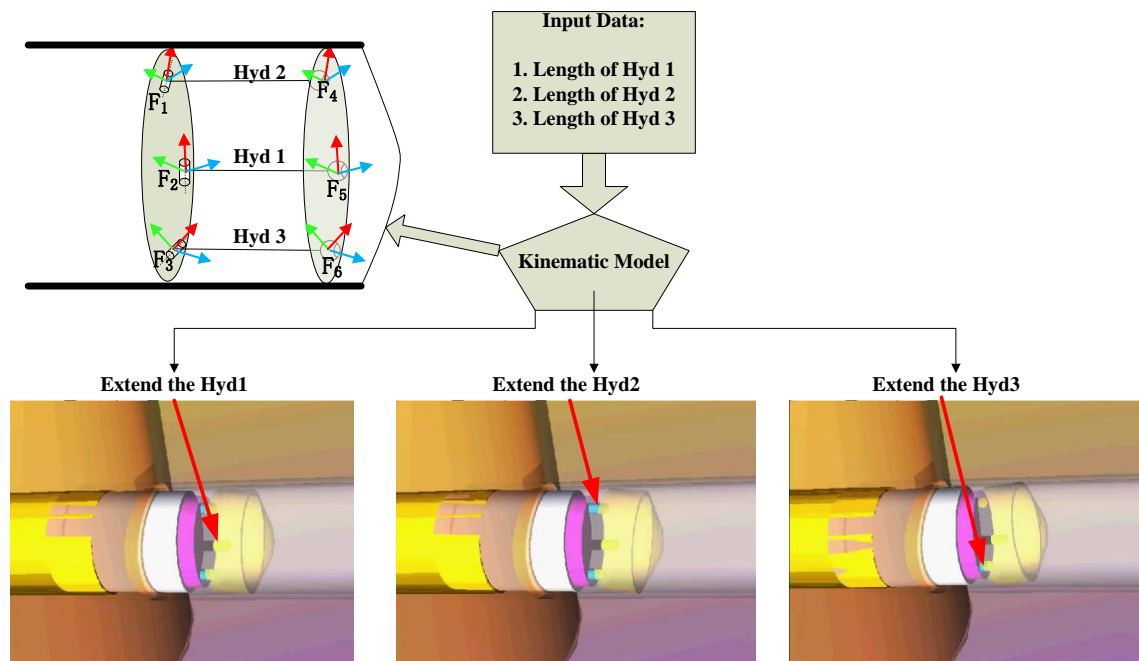 Input Data:
1. Length of Hyd 1
2. Length of Hyd 2
3. Length of Hyd 3
Hyd 2
F1
F4
Hyd 1
F2
F5
Hyd 3
F3
F6
Kinematic Model
Extend the Hyd1
Extend the Hyd2
Extend the Hyd3